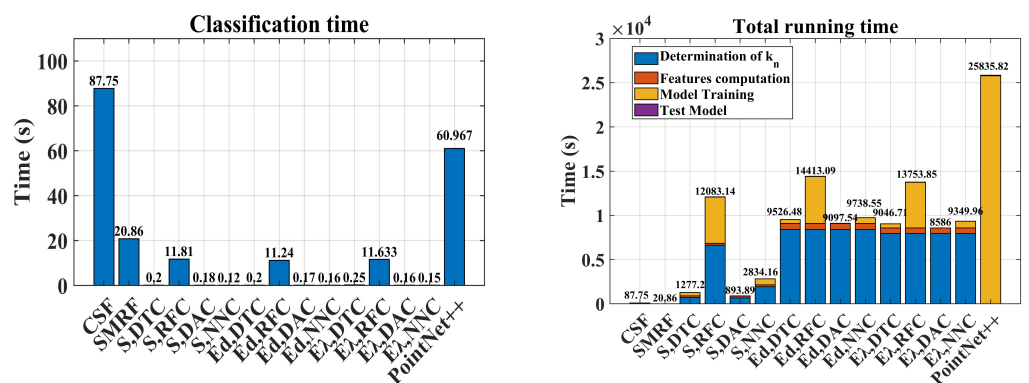 Classification time
Time (s)
100
80
60
40
20
0
87.75
20.86
0.2
11.81
0.18
0.12
0.2
11.24
0.17
0.16
0.25
11.633
0.16
0.15
60.967
CSF
SMRF
S,DTC
S,RFC
S,DAC
S,NNC
Ed,DTC
Ed,RFC
Ed,DAC
Ed,NNC
Eλ,DTC
Eλ,RFC
Eλ,DAC
Eλ,NNC
PointNet++
Total running time
×10⁴
Time (s)
3
2.5
2
1.5
1
0.5
0
Determination of kₙ
Features computation
Model Training
Test Model
87.75
20.86
1277.2
12083.14
893.89
2834.16
9526.48
14413.09
9097.54
9738.55
9046.71
13753.85
8586
9349.96
25835.82
CSF
SMRF
S,DTC
S,RFC
S,DAC
S,NNC
Ed,DTC
Ed,RFC
Ed,DAC
Ed,NNC
Eλ,DTC
Eλ,RFC
Eλ,DAC
Eλ,NNC
PointNet++